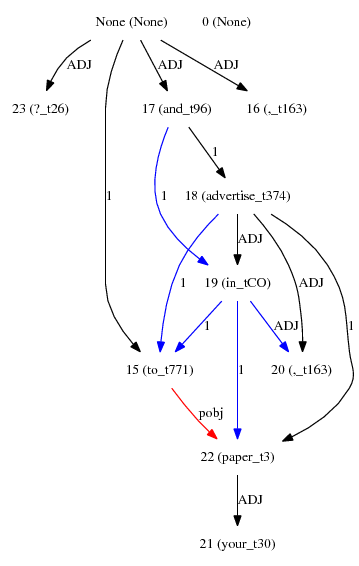 None (None) 0 (None)
ADJ ADJ ADJ
23 (?_t26) 17 (and_t96) 16 (,_t163)
1
1 1 18 (advertise_t374)
ADJ
1 19 (in_tCO) ADJ
1 ADJ 1
15 (to_t771) 1 20 (,_t163)
pobj
22 (paper_t3)
ADJ
21 (your_t30)